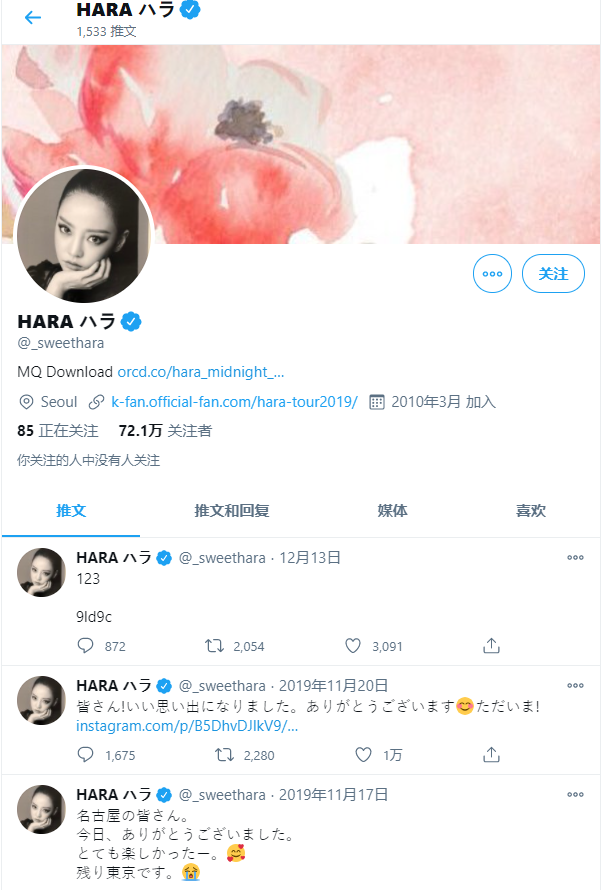 HARA ハラ
1,533 推文
关注
HARA ハラ
@_sweethara
MQ Download orcd.co/hara_midnight_...
Seoul k-fan.official-fan.com/hara-tour2019/ 2010年3月 加入
85 正在关注 72.1万 关注者
你关注的人中没有人关注
推文 推文和回复 媒体 喜欢
HARA ハラ @_sweethara · 12月13日
123
9ld9c
872 2,054 3,091
HARA ハラ @_sweethara · 2019年11月20日
皆さん!いい思い出になりました。ありがとうございます😊ただいま!
instagram.com/p/B5DhvDJlkV9/...
1,675 2,280 1万
HARA ハラ @_sweethara · 2019年11月17日
名古屋の皆さん。
今日、ありがとうございました。
とても楽しかったー。🥰
残り東京です。😭